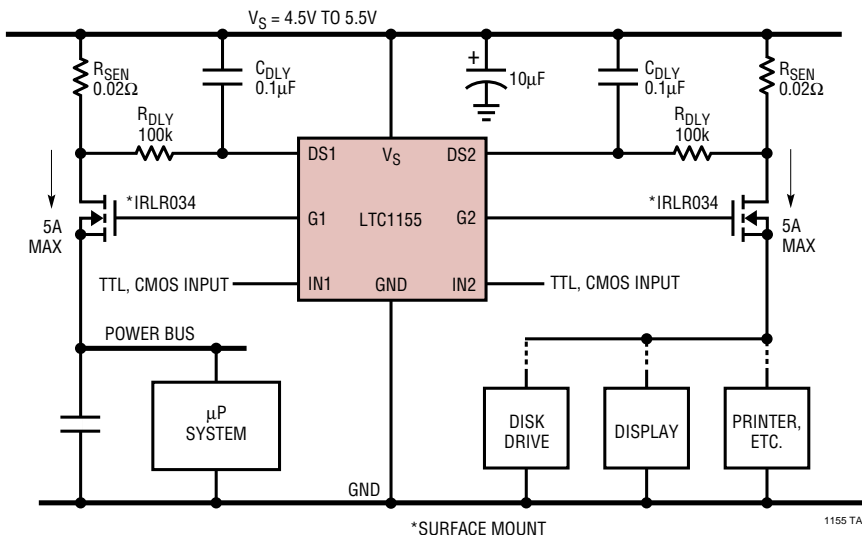 V_S = 4.5V TO 5.5V
R_SEN
0.02Ω
C_DLY
0.1µF
+
10µF
C_DLY
0.1µF
R_SEN
0.02Ω
R_DLY
100k
R_DLY
100k
DS1
V_S
DS2
*IRLR034
*IRLR034
5A
MAX
G1
LTC1155
G2
5A
MAX
TTL, CMOS INPUT
IN1
GND
IN2
TTL, CMOS INPUT
POWER BUS
µP
SYSTEM
DISK
DRIVE
DISPLAY
PRINTER,
ETC.
GND
*SURFACE MOUNT
1155 TA